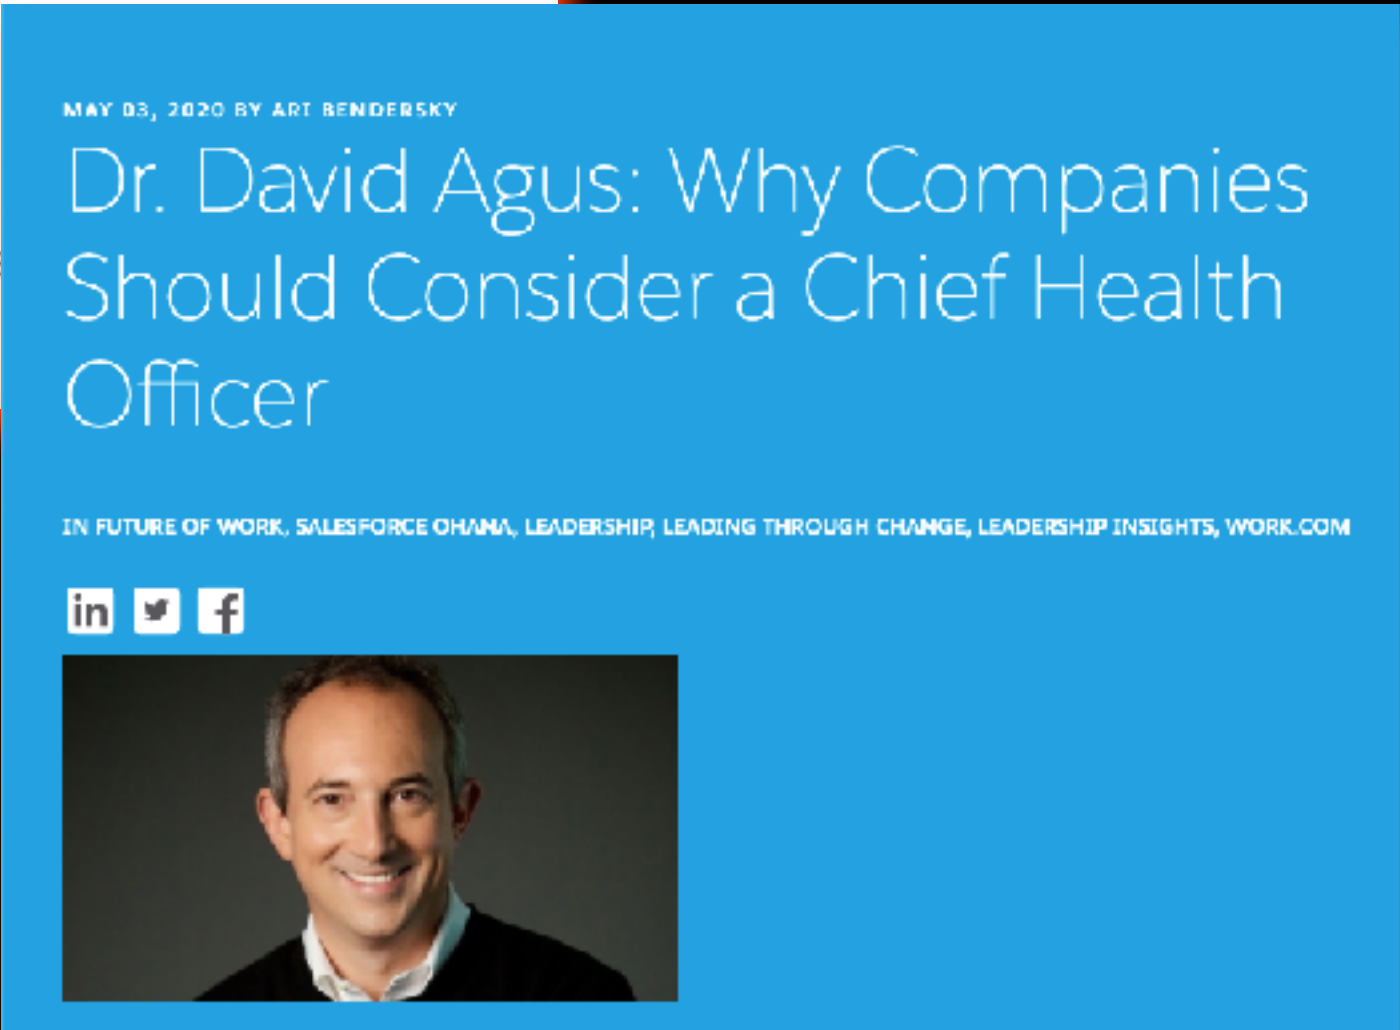 MAY 03, 2020 BY ARI BENDERSKY
Dr. David Agus: Why Companies
Should Consider a Chief Health
Officer
IN FUTURE OF WORK, SALESFORCE OHANA, LEADERSHIP, LEADING THROUGH CHANGE, LEADERSHIP INSIGHTS, WORK.COM
in f